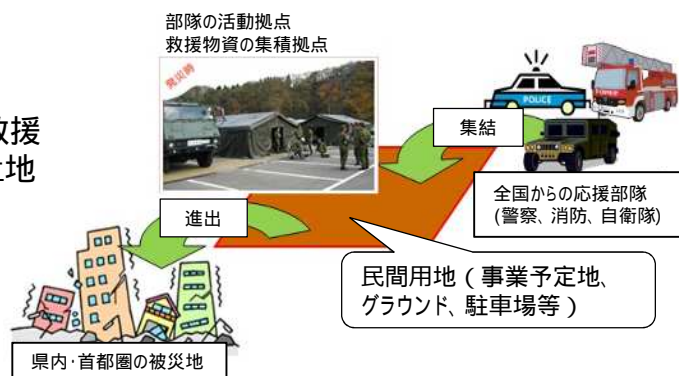 部隊の活動拠点
救援物資の集積拠点
発災時
POLICE
集結
救援
地
進出
全国からの応援部隊
(警察、消防、自衛隊)
民間用地（事業予定地、
グラウンド、駐車場等）
県内･首都圏の被災地